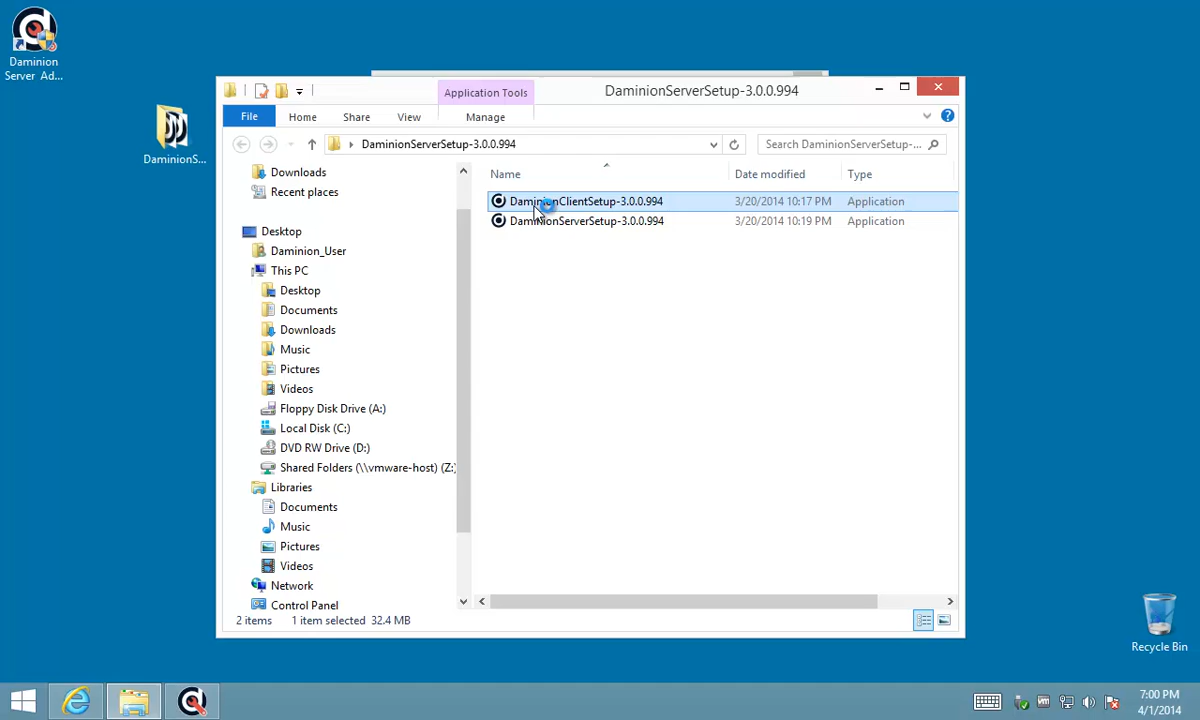 Daminion
Server Ad...
DaminionS...
Application Tools
DaminionServerSetup-3.0.0.994
File
Home
Share
View
Manage
DaminionServerSetup-3.0.0.994
Search DaminionServerSetup-...
Downloads
Recent places
Desktop
Daminion_User
This PC
Desktop
Documents
Downloads
Music
Pictures
Videos
Floppy Disk Drive (A:)
Local Disk (C:)
DVD RW Drive (D:)
Shared Folders (\\vmware-host) (Z:)
Libraries
Documents
Music
Pictures
Videos
Network
Control Panel
Name
Date modified
Type
DaminionClientSetup-3.0.0.994
3/20/2014 10:17 PM
Application
DaminionServerSetup-3.0.0.994
3/20/2014 10:19 PM
Application
2 items
1 item selected 32.4 MB
Recycle Bin
7:00 PM
4/1/2014